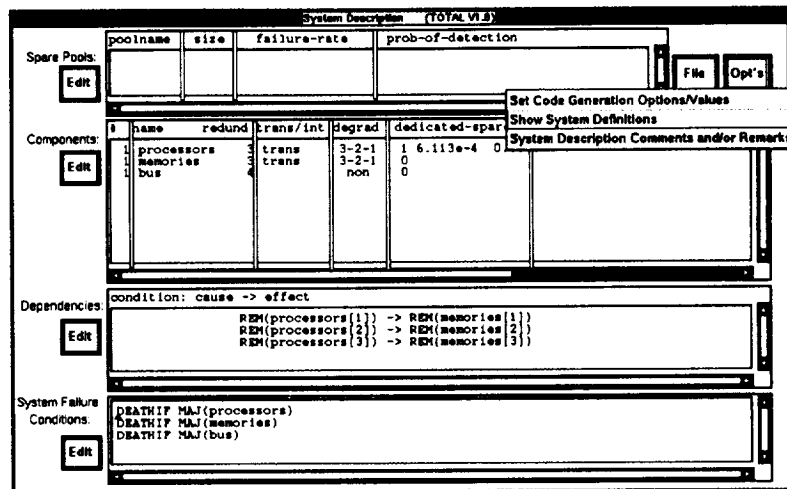 System Description (TOTAL V1.0)
poolname size failure-rate prob-of-detection
Spare Pools:
Edit
File
Opt's
Set Code Generation Options/Values
Show System Definitions
System Description Comments and/or Remarks
Components:
Edit
# name redund trans/int degrad dedicated-spar
1 processors 3 trans 3-2-1 1 6.113e-4 0
1 memories 3 trans 3-2-1 0
1 bus 4 non 0
Dependencies:
Edit
condition: cause -> effect
REM(processors[1]) -> REM(memories[1])
REM(processors[2]) -> REM(memories[2])
REM(processors[3]) -> REM(memories[3])
System Failure
Conditions:
Edit
DEATHIF MAJ(processors)
DEATHIF MAJ(memories)
DEATHIF MAJ(bus)